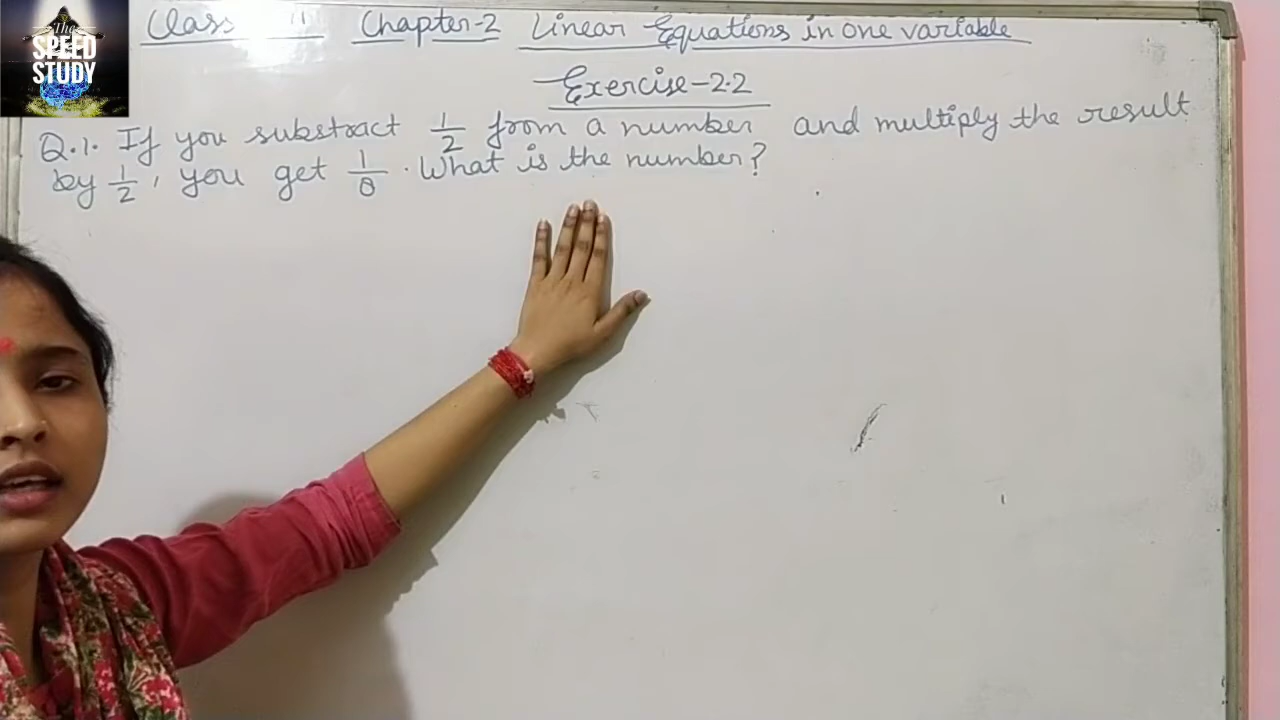 The
SPEED
STUDY
Class Chapter-2 Linear Equations in one variable
Exercise-2.2
Q.1. If you substract 1/2 from a number and multiply the result
by 1/2, you get 1/8. What is the number?